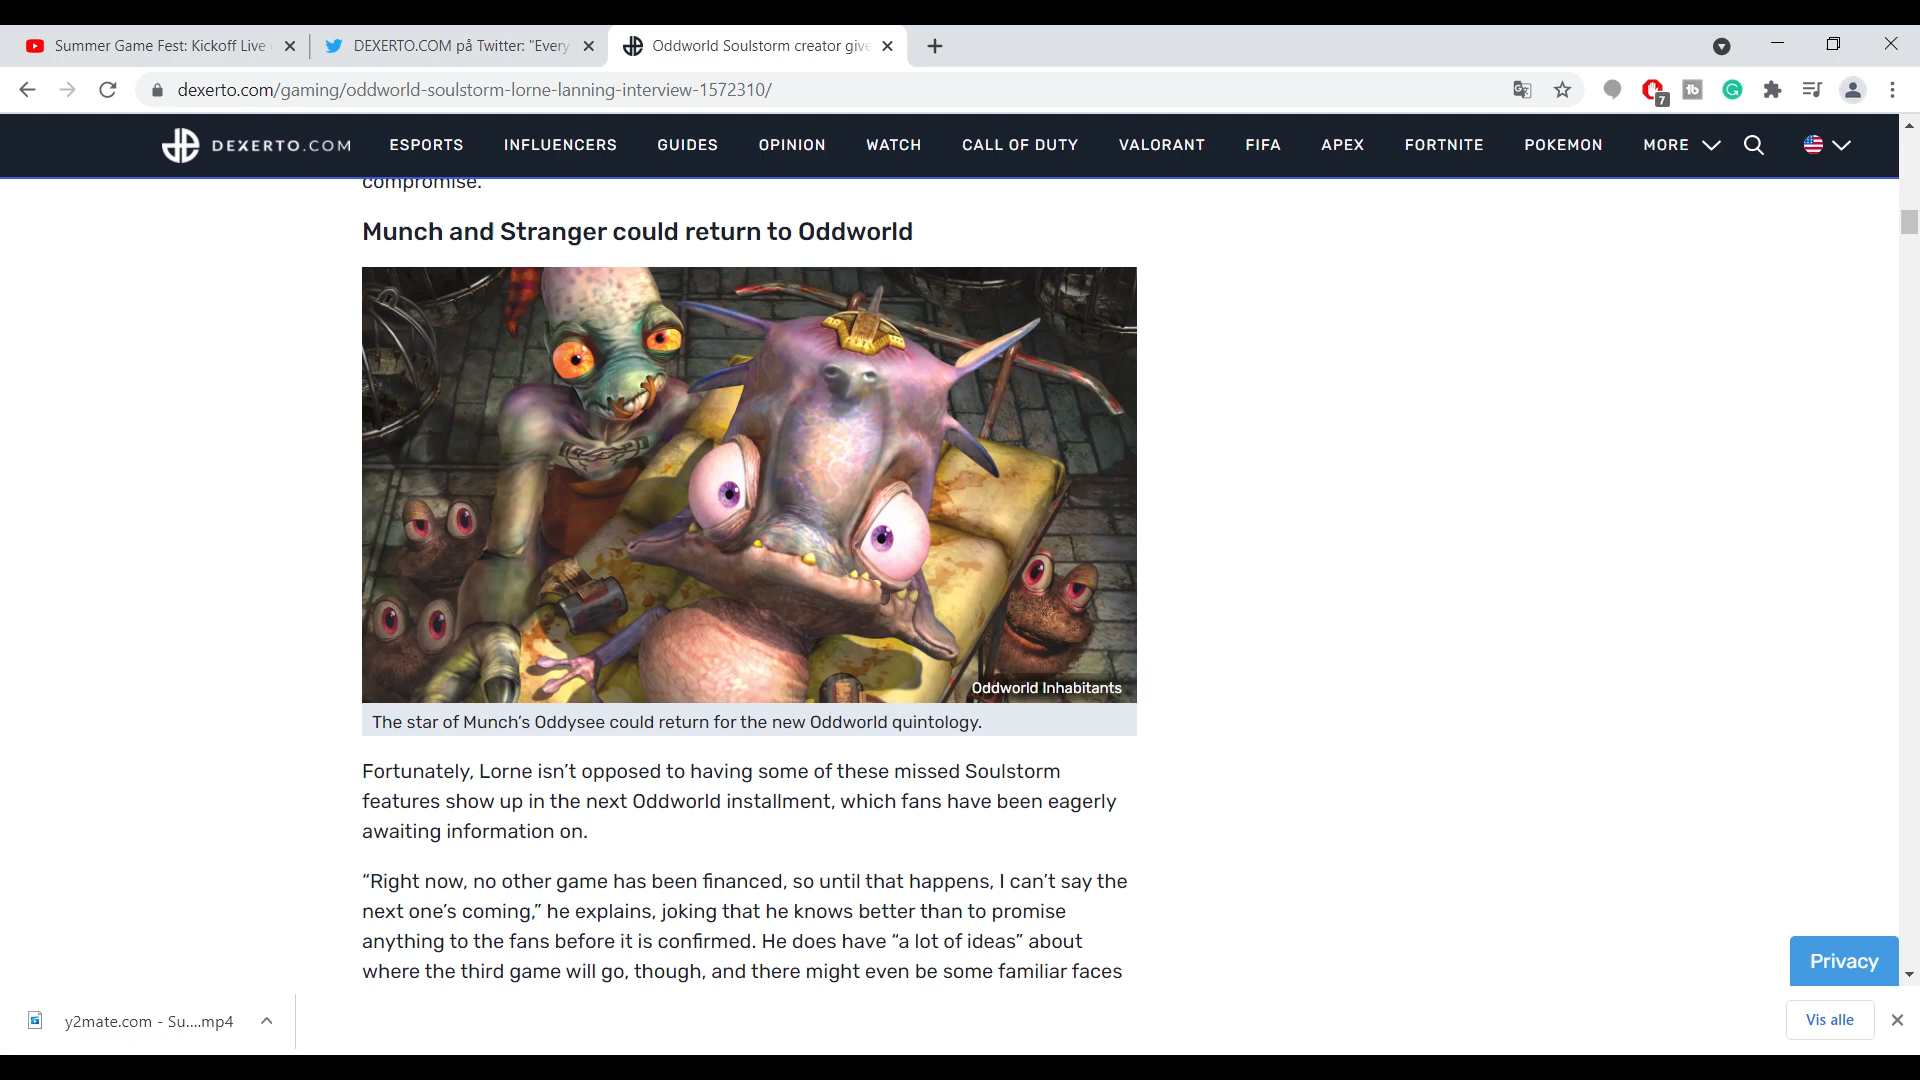 Summer Game Fest: Kickoff Live
DEXERTO.COM på Twitter: "Every
Oddworld Soulstorm creator give
dexerto.com/gaming/oddworld-soulstorm-lorne-lanning-interview-1572310/
7
DEXERTO.COM ESPORTS INFLUENCERS GUIDES OPINION WATCH CALL OF DUTY VALORANT FIFA APEX FORTNITE POKEMON MORE
compromise.
Munch and Stranger could return to Oddworld
Oddworld Inhabitants
The star of Munch's Oddysee could return for the new Oddworld quintology.
Fortunately, Lorne isn't opposed to having some of these missed Soulstorm
features show up in the next Oddworld installment, which fans have been eagerly
awaiting information on.
“Right now, no other game has been financed, so until that happens, I can't say the
next one's coming,” he explains, joking that he knows better than to promise
anything to the fans before it is confirmed. He does have “a lot of ideas” about
where the third game will go, though, and there might even be some familiar faces
Privacy
y2mate.com - Su....mp4
Vis alle